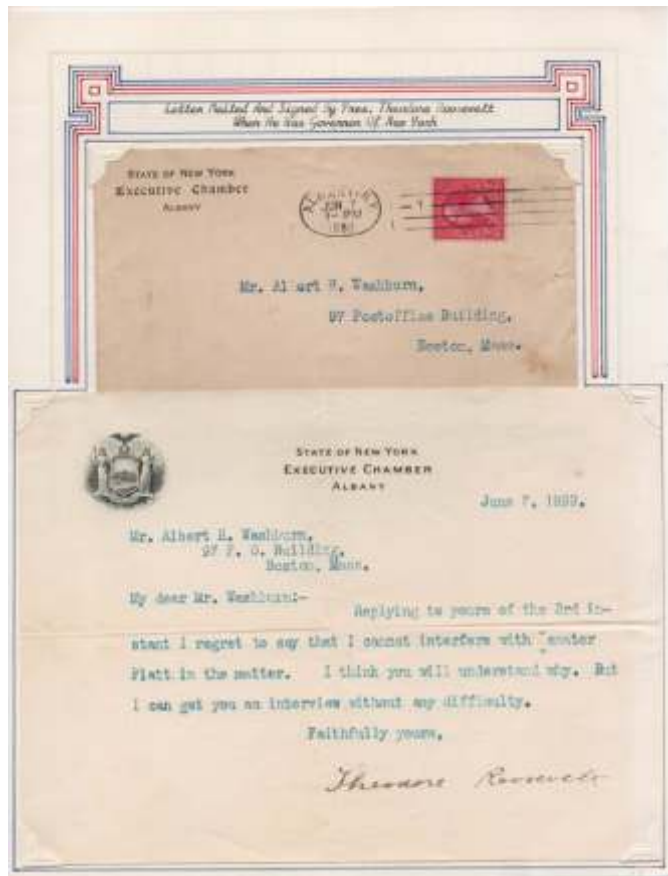 Letter Mailed And Signed By Pres. Theodore Roosevelt
When He Was Governor Of New York
STATE OF NEW YORK
EXECUTIVE CHAMBER
ALBANY
ALBANY, N.Y.
JUN 7
Mr. Albert H. Washburn,
97 Postoffice Building,
Boston, Mass.
STATE OF NEW YORK
EXECUTIVE CHAMBER
ALBANY
June 7, 1899.
Mr. Albert H. Washburn,
97 P. O. Building,
Boston, Mass.
My dear Mr. Washburn:-
Replying to yours of the 3rd in-
stant I regret to say that I cannot interfere with Senator
Platt in the matter. I think you will understand why. But
I can get you an interview without any difficulty.
Faithfully yours,
Theodore Roosevelt